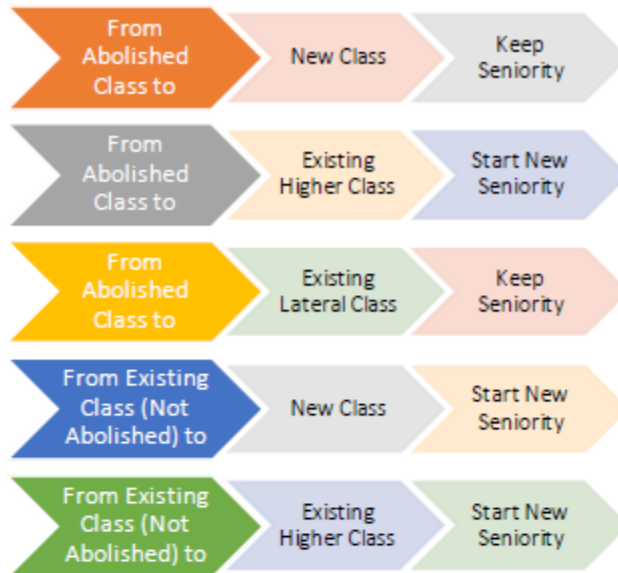 From
Abolished
Class to
New Class
Keep
Seniority
From
Abolished
Class to
Existing
Higher Class
Start New
Seniority
From
Abolished
Class to
Existing
Lateral Class
Keep
Seniority
From Existing
Class (Not
Abolished) to
New Class
Start New
Seniority
From Existing
Class (Not
Abolished) to
Existing
Higher Class
Start New
Seniority